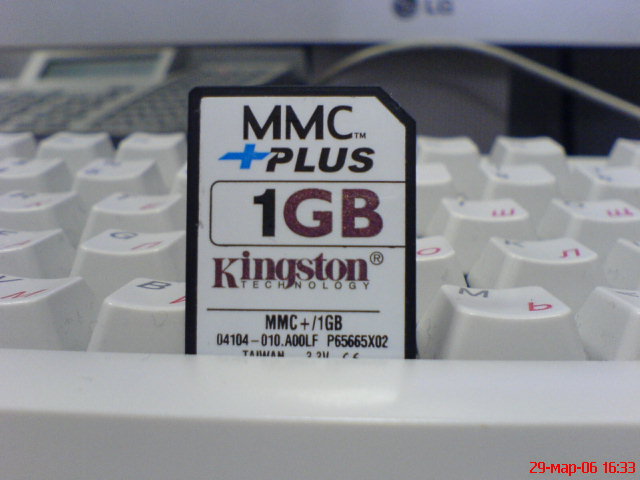 LG
MMC™
+PLUS
1GB
Kingston®
TECHNOLOGY
MMC+/1GB
04104-010.A00LF P65665X02
TAIWAN 3.3V
Ш
О
Л
B
M Ь
29-мар-06 16:33